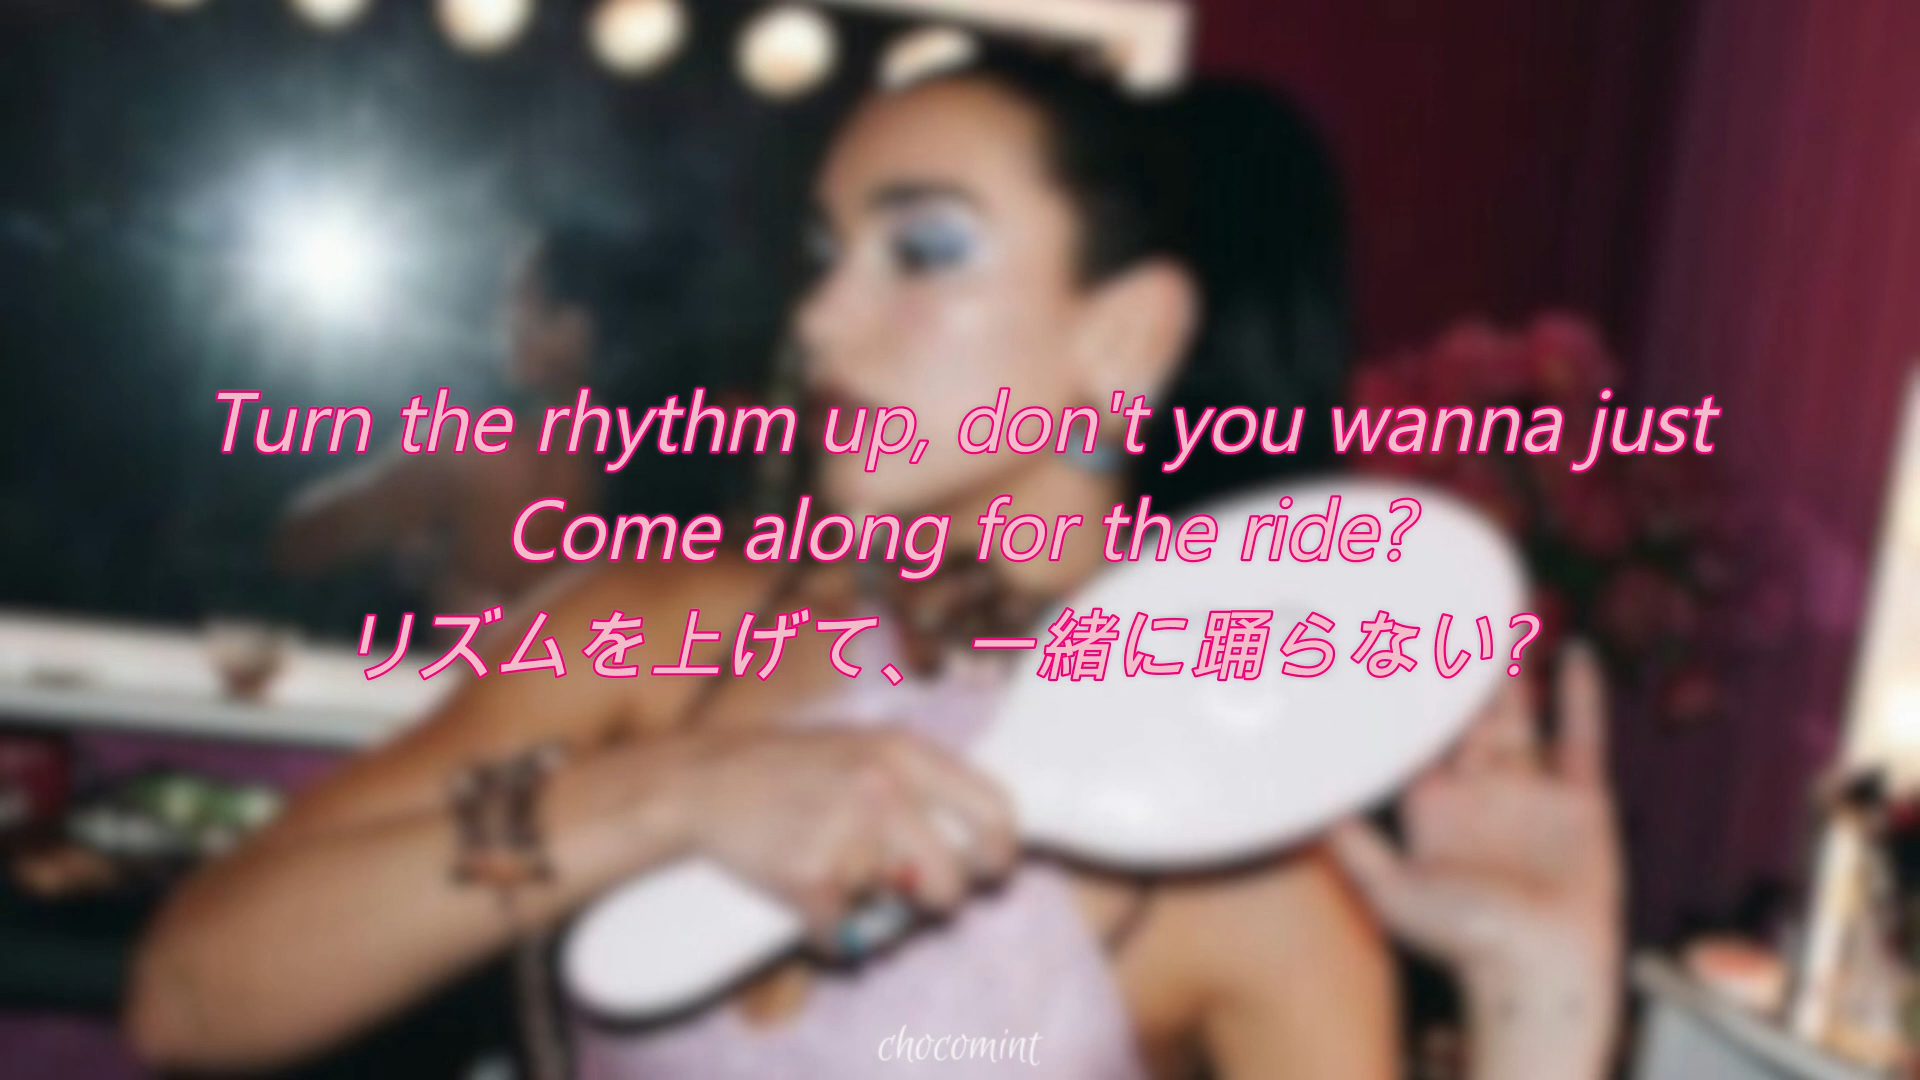 Turn the rhythm up, don't you wanna just
Come along for the ride?
リズムを上げて、一緒に踊らない?
chocomint